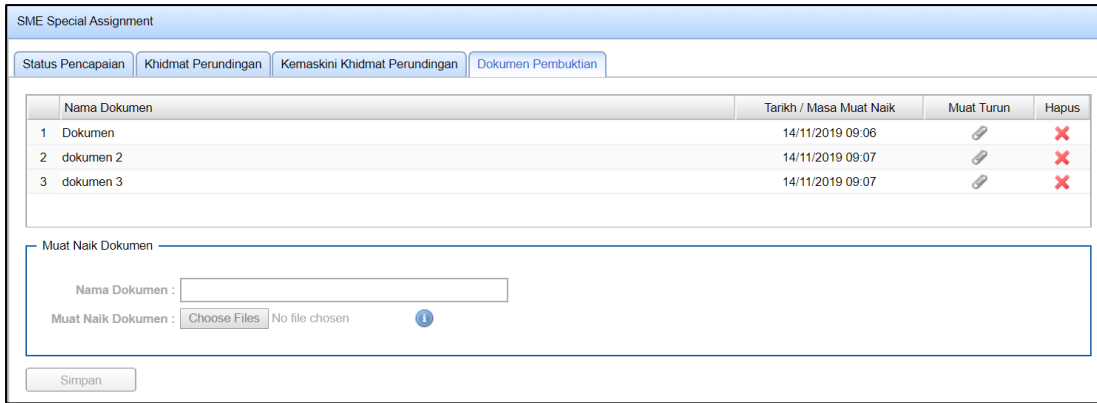 SME Special Assignment
Status Pencapaian Khidmat Perundingan Kemaskini Khidmat Perundingan Dokumen Pembuktian
Nama Dokumen Tarikh / Masa Muat Naik Muat Turun Hapus
1 Dokumen 14/11/2019 09:06
2 dokumen 2 14/11/2019 09:07
3 dokumen 3 14/11/2019 09:07
Muat Naik Dokumen
Nama Dokumen :
Muat Naik Dokumen : Choose Files No file chosen i
Simpan